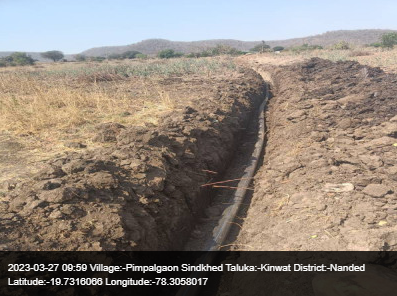 2023-03-27 09:59 Village:-Pimpalgaon Sindkhed Taluka:-Kinwat District:-Nanded
Latitude:-19.7316066 Longitude:-78.3058017